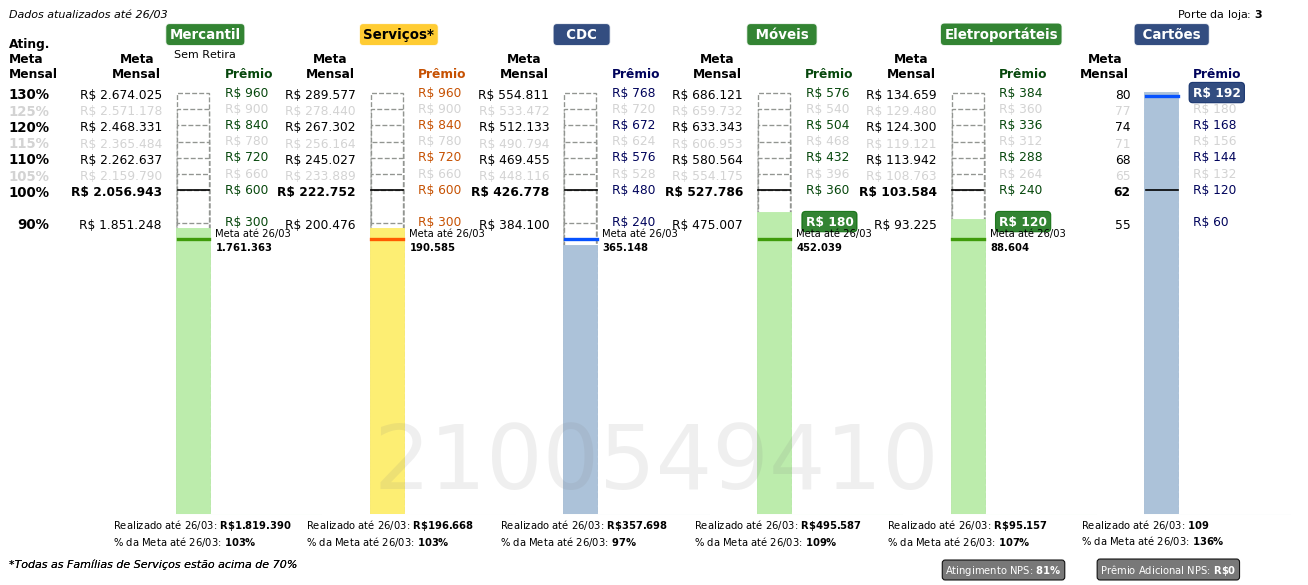 Dados atualizados até 26/03
Porte da loja: 3
Mercantil Serviços* CDC Móveis Eletroportáteis Cartões
Sem Retira
Ating. Meta Mensal
Meta Mensal Prêmio Meta Mensal Prêmio Meta Mensal Prêmio Meta Mensal Prêmio Meta Mensal Prêmio Meta Mensal Prêmio
130% R$ 2.674.025 R$ 960 R$ 289.577 R$ 960 R$ 554.811 R$ 768 R$ 686.121 R$ 576 R$ 134.659 R$ 384 80 R$ 192
125% R$ 2.571.178 R$ 900 R$ 278.440 R$ 900 R$ 533.472 R$ 720 R$ 659.732 R$ 540 R$ 129.480 R$ 360 77 R$ 180
120% R$ 2.468.331 R$ 840 R$ 267.302 R$ 840 R$ 512.133 R$ 672 R$ 633.343 R$ 504 R$ 124.300 R$ 336 74 R$ 168
115% R$ 2.365.484 R$ 780 R$ 256.164 R$ 780 R$ 490.794 R$ 624 R$ 606.953 R$ 468 R$ 119.121 R$ 312 71 R$ 156
110% R$ 2.262.637 R$ 720 R$ 245.027 R$ 720 R$ 469.455 R$ 576 R$ 580.564 R$ 432 R$ 113.942 R$ 288 68 R$ 144
105% R$ 2.159.790 R$ 660 R$ 233.889 R$ 660 R$ 448.116 R$ 528 R$ 554.175 R$ 396 R$ 108.763 R$ 264 65 R$ 132
100% R$ 2.056.943 R$ 600 R$ 222.752 R$ 600 R$ 426.778 R$ 480 R$ 527.786 R$ 360 R$ 103.584 R$ 240 62 R$ 120
90% R$ 1.851.248 R$ 300 R$ 200.476 R$ 300 R$ 384.100 R$ 240 R$ 475.007 R$ 180 R$ 93.225 R$ 120 55 R$ 60
Meta até 26/03 Meta até 26/03 Meta até 26/03 Meta até 26/03 Meta até 26/03
1.761.363 190.585 365.148 452.039 88.604
2100549410
Realizado até 26/03: R$1.819.390 Realizado até 26/03: R$196.668 Realizado até 26/03: R$357.698 Realizado até 26/03: R$495.587 Realizado até 26/03: R$95.157 Realizado até 26/03: 109
% da Meta até 26/03: 103% % da Meta até 26/03: 103% % da Meta até 26/03: 97% % da Meta até 26/03: 109% % da Meta até 26/03: 107% % da Meta até 26/03: 136%
*Todas as Famílias de Serviços estão acima de 70%
Atingimento NPS: 81% Prêmio Adicional NPS: R$0